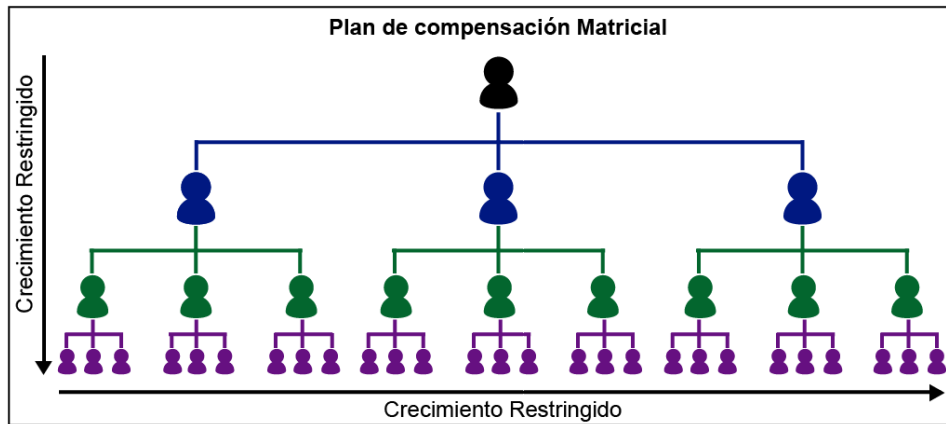 Plan de compensación Matricial
Crecimiento Restringido
Crecimiento Restringido